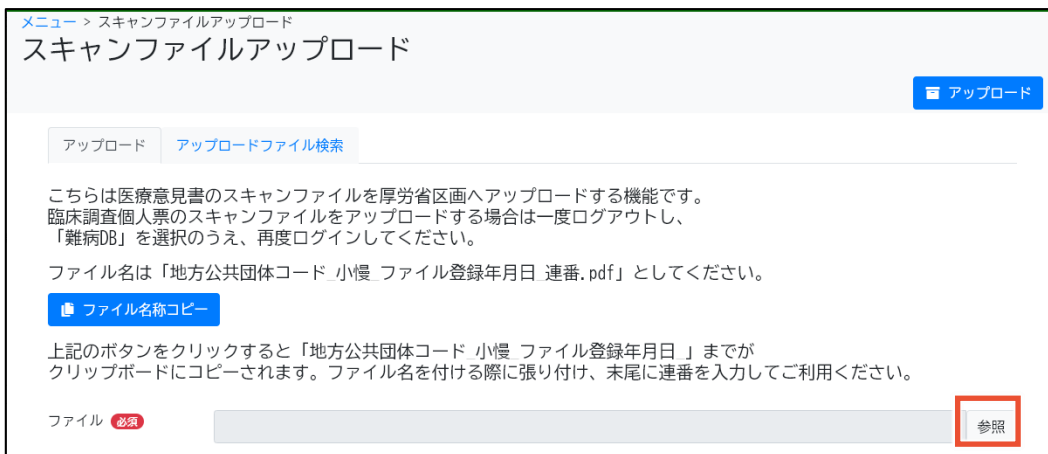 メニュー > スキャンファイルアップロード
スキャンファイルアップロード
アップロード
アップロード アップロードファイル検索
こちらは医療意見書のスキャンファイルを厚労省区画へアップロードする機能です。
臨床調査個人票のスキャンファイルをアップロードする場合は一度ログアウトし、
「難病DB」を選択のうえ、再度ログインしてください。
ファイル名は「地方公共団体コード_小慢_ファイル登録年月日_連番.pdf」としてください。
ファイル名称コピー
上記のボタンをクリックすると「地方公共団体コード_小慢_ファイル登録年月日_」までが
クリップボードにコピーされます。ファイル名を付ける際に張り付け、末尾に連番を入力してご利用ください。
ファイル 必須 参照